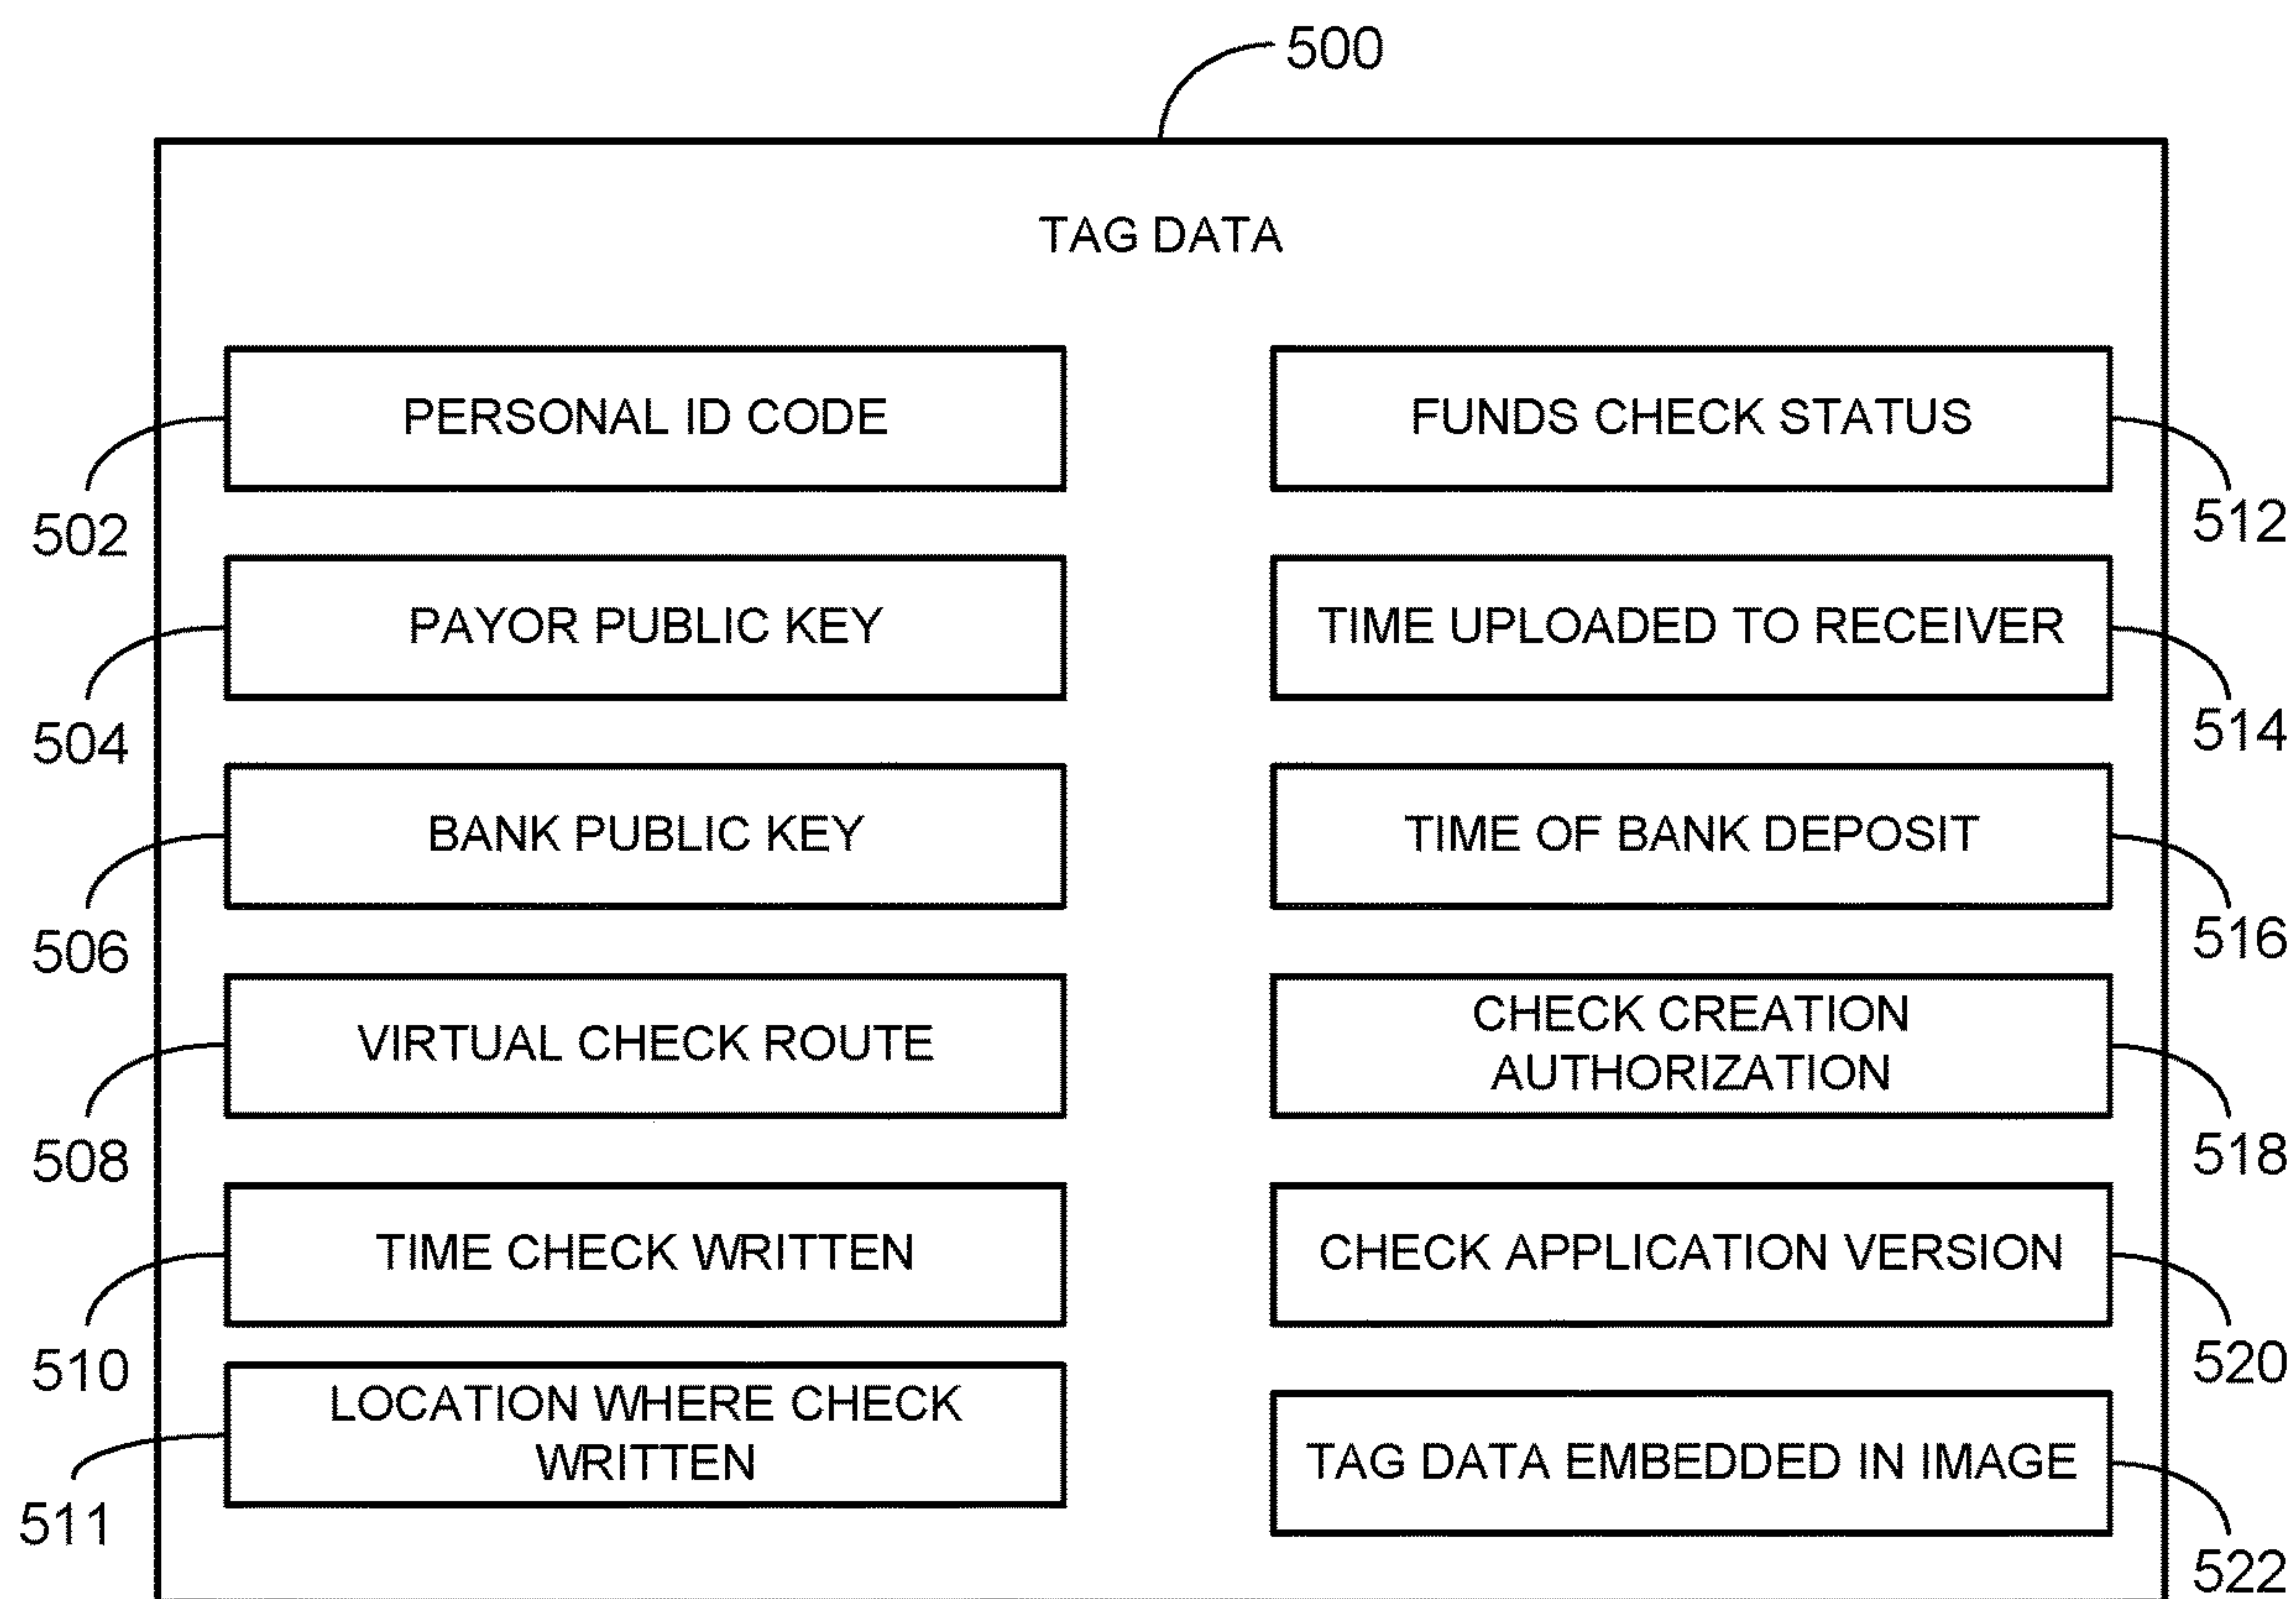 500
TAG DATA
PERSONAL ID CODE
FUNDS CHECK STATUS
502
512
PAYOR PUBLIC KEY
TIME UPLOADED TO RECEIVER
504
514
BANK PUBLIC KEY
TIME OF BANK DEPOSIT
506
516
VIRTUAL CHECK ROUTE
CHECK CREATION
AUTHORIZATION
508
518
TIME CHECK WRITTEN
CHECK APPLICATION VERSION
510
520
LOCATION WHERE CHECK
WRITTEN
TAG DATA EMBEDDED IN IMAGE
511
522